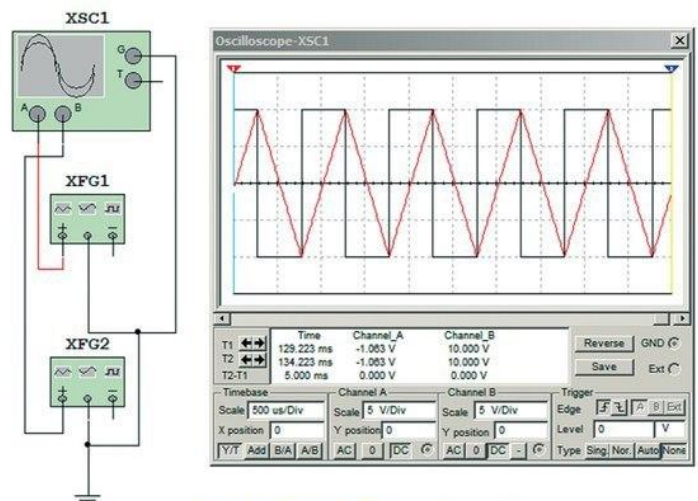 XSC1
G
T
A
B
XFG1
XFG2
Oscilloscope-XSC1
Time Channel_A Channel_B
T1 129.223 ms -1.063 V 10.000 V
T2 134.223 ms -1.063 V 10.000 V
T2-T1 5.000 ms 0.000 V 0.000 V
Reverse
Save
GND
Ext
Timebase
Scale 500 us/Div
X position 0
Y/T Add B/A A/B
Channel A
Scale 5 V/Div
Y position 0
AC 0 DC
Channel B
Scale 5 V/Div
Y position 0
AC 0 DC -
Trigger
Edge A B Ext
Level 0 V
Type Sing. Nor. Auto None